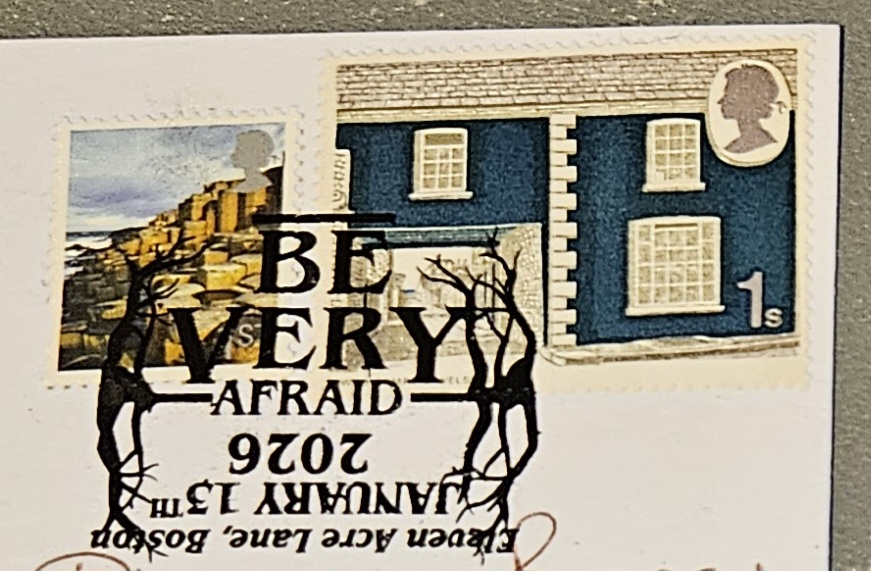 1s
S
BE
VERY
AFRAID
2026
JANUARY 13TH
Eleven Acre Lane, Boston